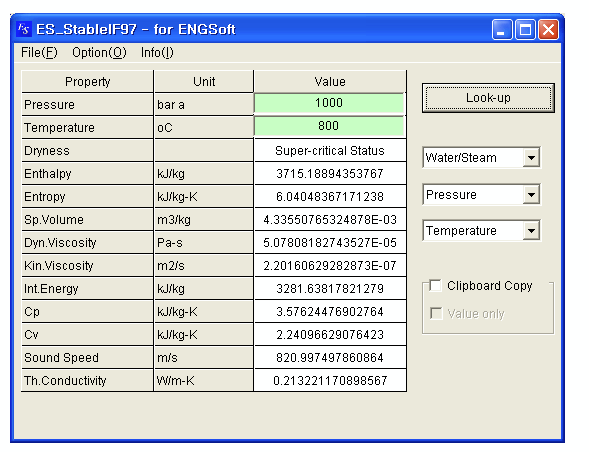 ES_StableIF97 - for ENGSoft
File(F) Option(O) Info(I)
Property Unit Value
Pressure bar a 1000
Temperature oC 800
Dryness Super-critical Status
Enthalpy kJ/kg 3715.18894353767
Entropy kJ/kg-K 6.04048367171238
Sp.Volume m3/kg 4.33550765324878E-03
Dyn.Viscosity Pa-s 5.07808182743527E-05
Kin.Viscosity m2/s 2.20160629282873E-07
Int.Energy kJ/kg 3281.63817821279
Cp kJ/kg-K 3.57624476902764
Cv kJ/kg-K 2.24096629076423
Sound Speed m/s 820.997497860864
Th.Conductivity W/m-K 0.213221170898567
Look-up
Water/Steam
Pressure
Temperature
Clipboard Copy
Value only